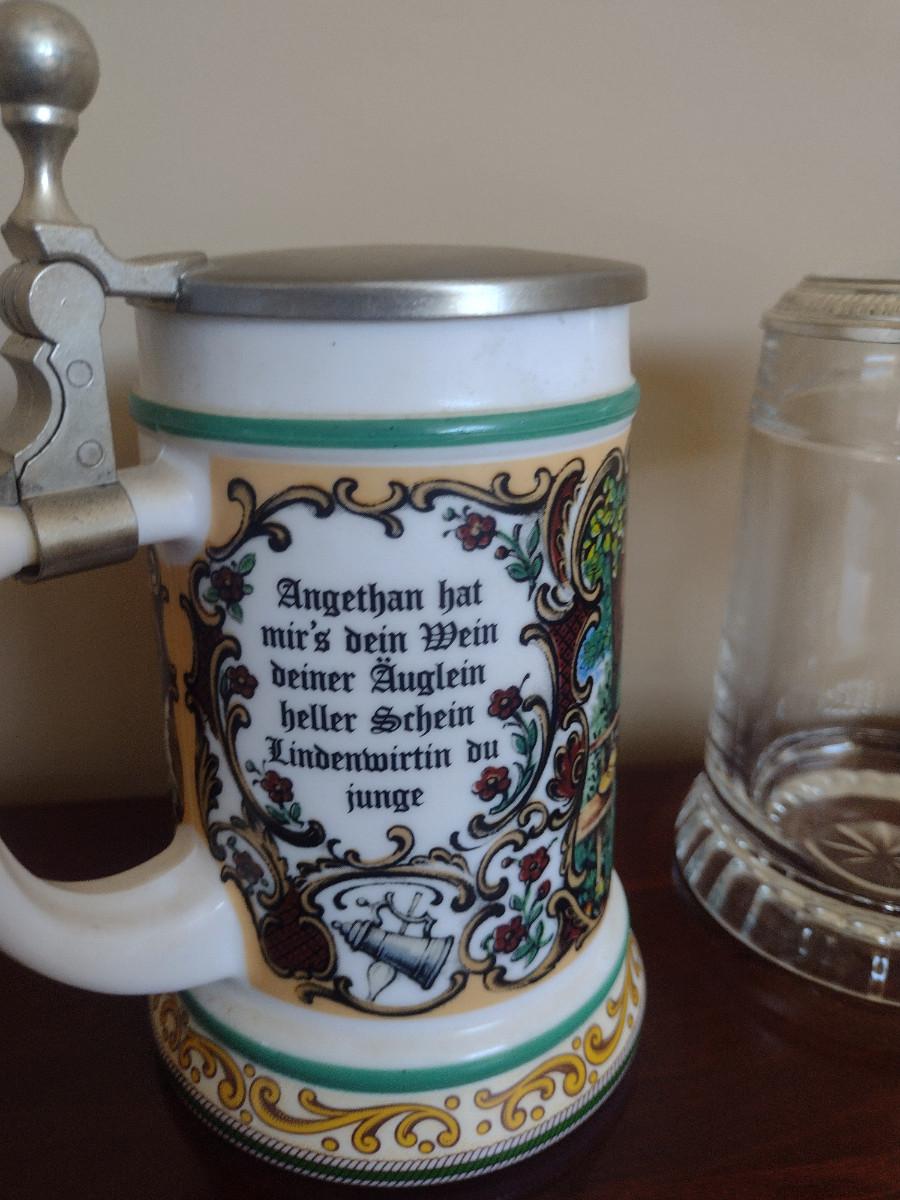 Angethan hat
mir's dein Wein
deiner Äuglein
heller Schein
Lindenwirtin du
junge